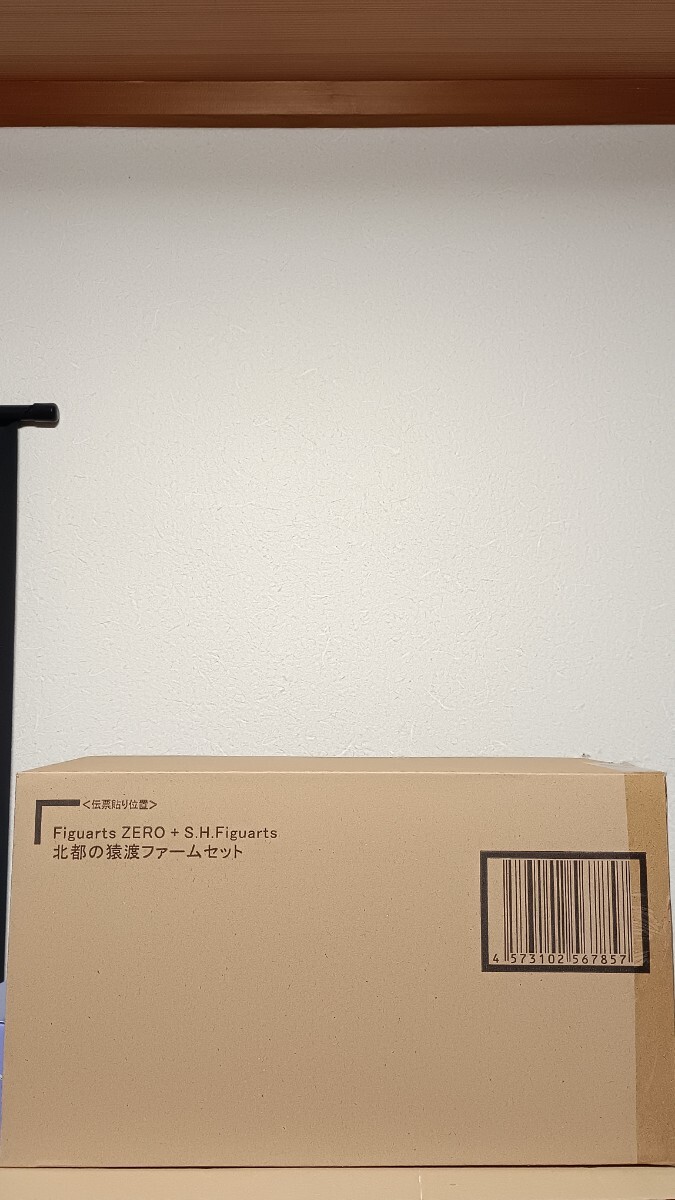 <伝票貼り位置>
Figuarts ZERO + S.H.Figuarts
北都の猿渡ファームセット
4 573102 567857